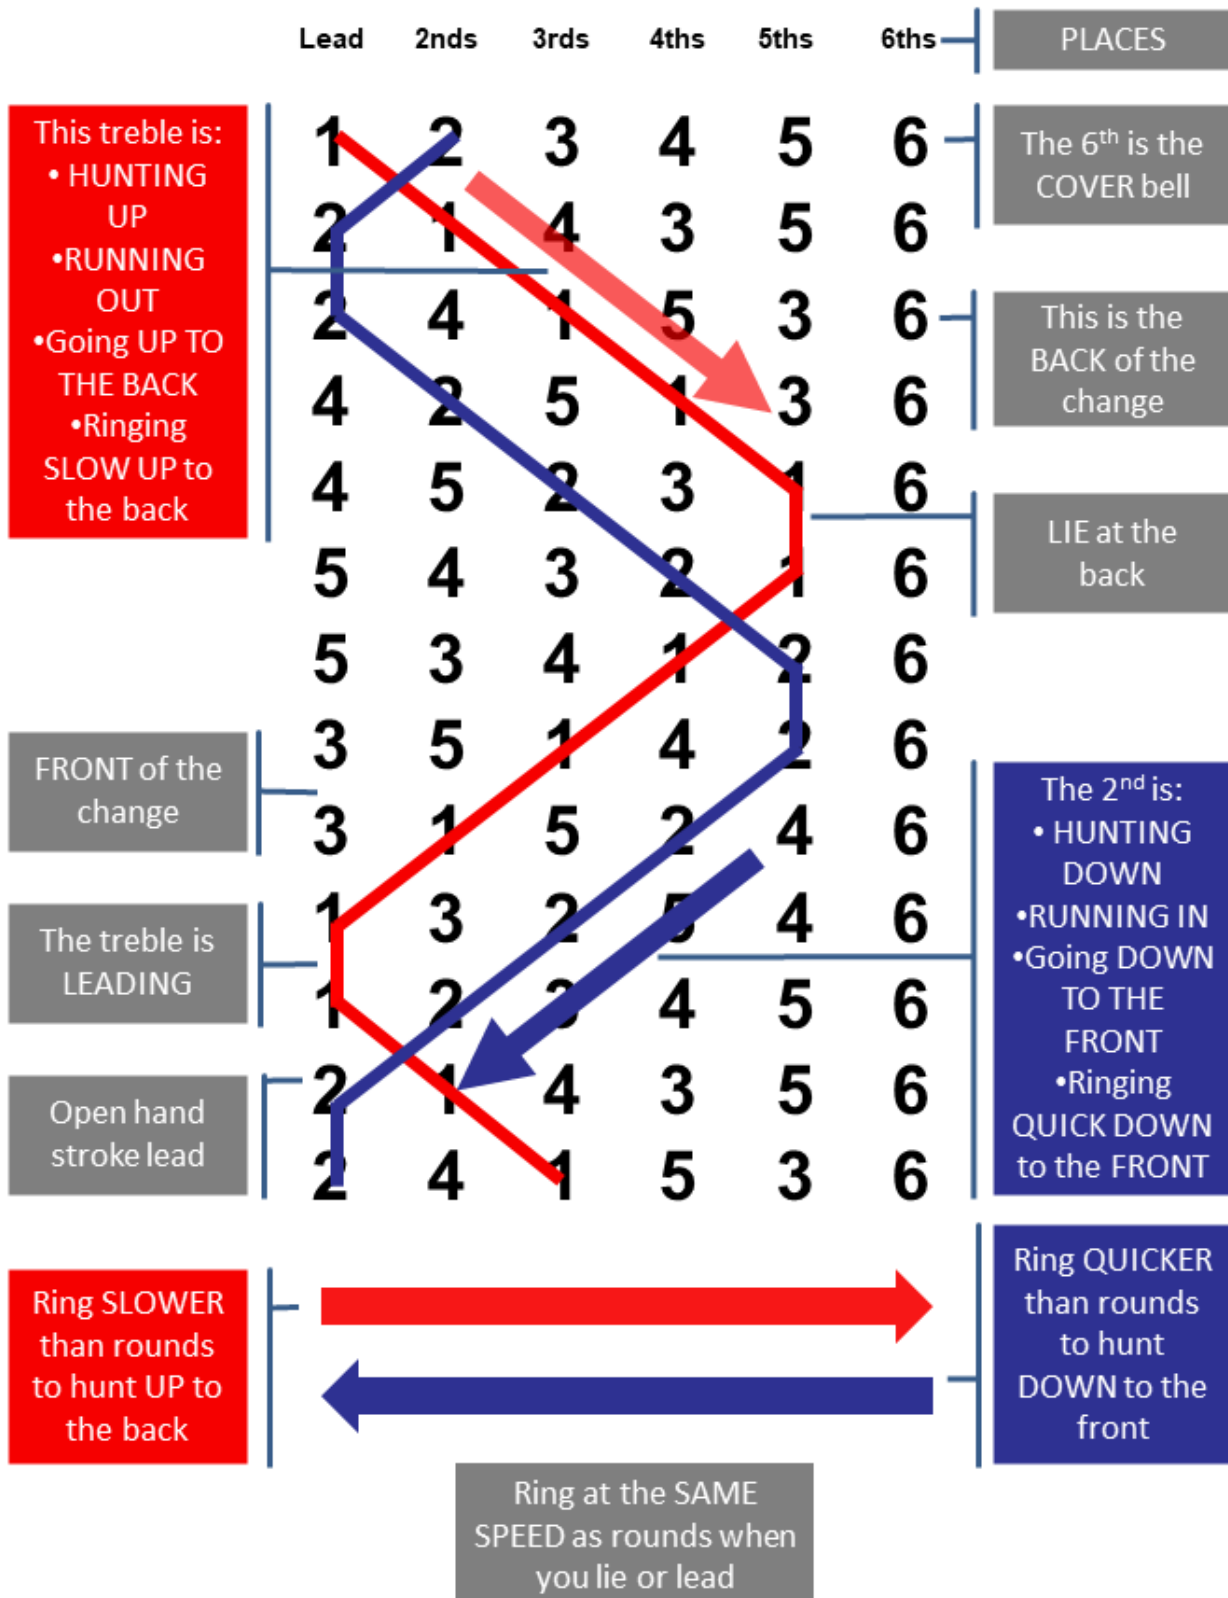 Lead 2nds 3rds 4ths 5ths 6ths
PLACES
1 2 3 4 5 6
2 1 4 3 5 6
2 4 1 5 3 6
4 2 5 1 3 6
4 5 2 3 1 6
5 4 3 2 1 6
5 3 4 1 2 6
3 5 1 4 2 6
3 1 5 2 4 6
1 3 2 5 4 6
1 2 3 4 5 6
2 1 4 3 5 6
2 4 1 5 3 6
This treble is:
• HUNTING
UP
•RUNNING
OUT
•Going UP TO
THE BACK
•Ringing
SLOW UP to
the back
The 6th is the
COVER bell
This is the
BACK of the
change
LIE at the
back
FRONT of the
change
The treble is
LEADING
Open hand
stroke lead
The 2nd is:
• HUNTING
DOWN
•RUNNING IN
•Going DOWN
TO THE
FRONT
•Ringing
QUICK DOWN
to the FRONT
Ring SLOWER
than rounds
to hunt UP to
the back
Ring QUICKER
than rounds
to hunt
DOWN to the
front
Ring at the SAME
SPEED as rounds when
you lie or lead